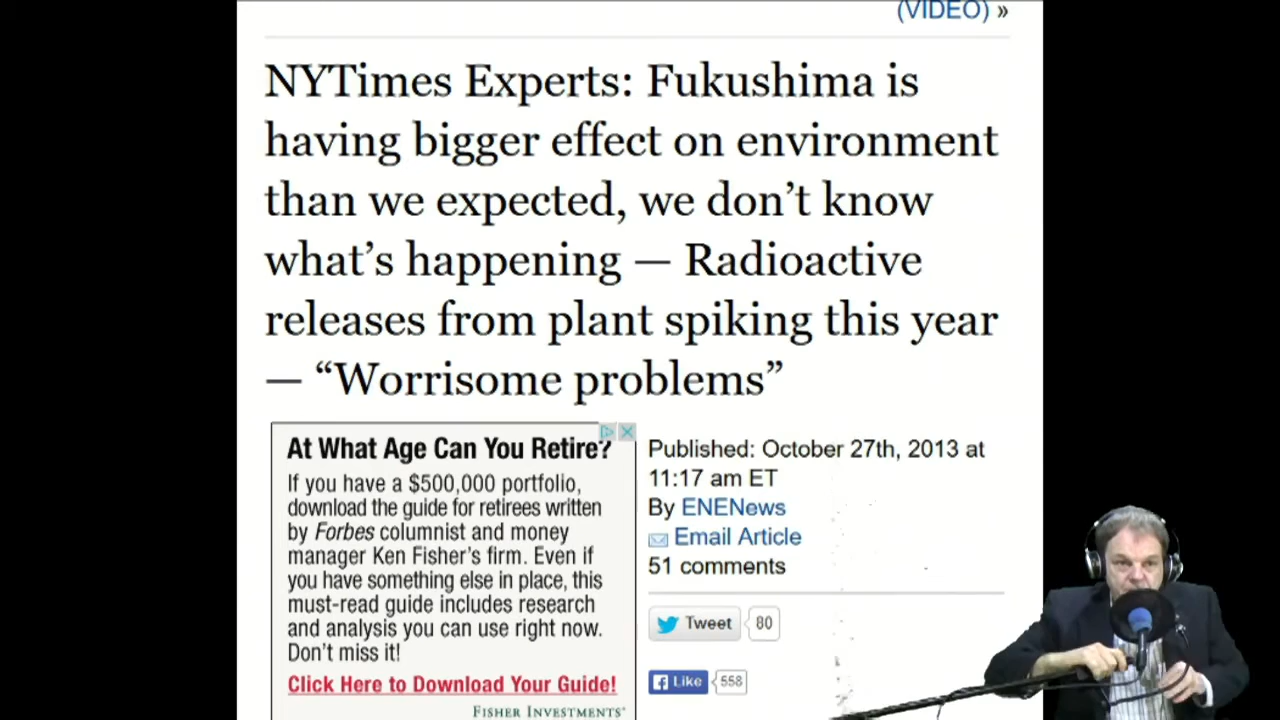 (VIDEO) »
NYTimes Experts: Fukushima is
having bigger effect on environment
than we expected, we don’t know
what’s happening — Radioactive
releases from plant spiking this year
— “Worrisome problems”
At What Age Can You Retire?
If you have a $500,000 portfolio,
download the guide for retirees written
by Forbes columnist and money
manager Ken Fisher’s firm. Even if
you have something else in place, this
must-read guide includes research
and analysis you can use right now.
Don’t miss it!
Click Here to Download Your Guide!
FISHER INVESTMENTS
Published: October 27th, 2013 at
11:17 am ET
By ENENews
Email Article
51 comments
Tweet 80
Like 558